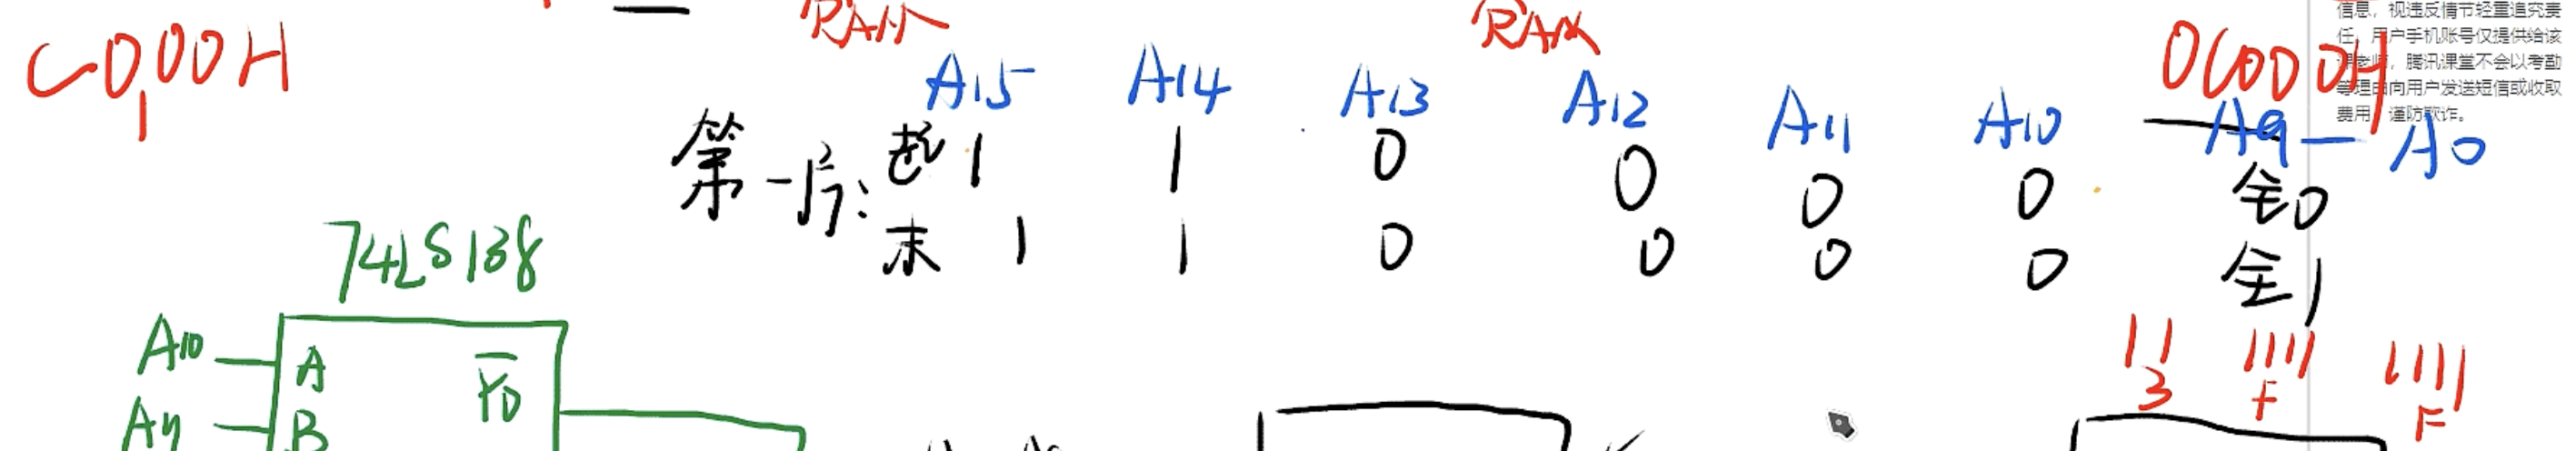 信息,视违反情节轻重追究责
任。用户手机账号仅提供给该
课老师,腾讯课堂不会以考勤
等理由向用户发送短信或收取
费用,谨防欺诈。
C0000H RAM RAM 0C000H
A15 A14 A13 A12 A11 A10 A9 — A0
第一片: 起 1 1 0 0 0 0 全0
末 1 1 0 0 0 0 全1
11 1111 1111
3 F F
74LS138
A10 A Y0
A11 B